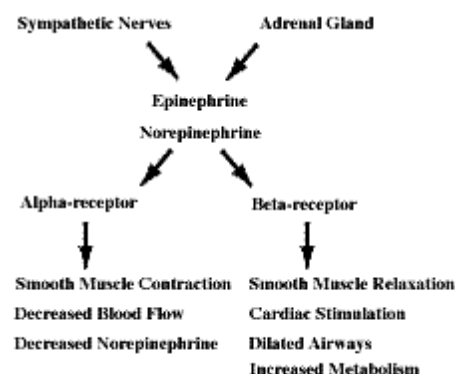 Sympathetic Nerves
Adrenal Gland
Epinephrine
Norepinephrine
Alpha-receptor
Beta-receptor
Smooth Muscle Contraction
Decreased Blood Flow
Decreased Norepinephrine
Smooth Muscle Relaxation
Cardiac Stimulation
Dilated Airways
Increased Metabolism